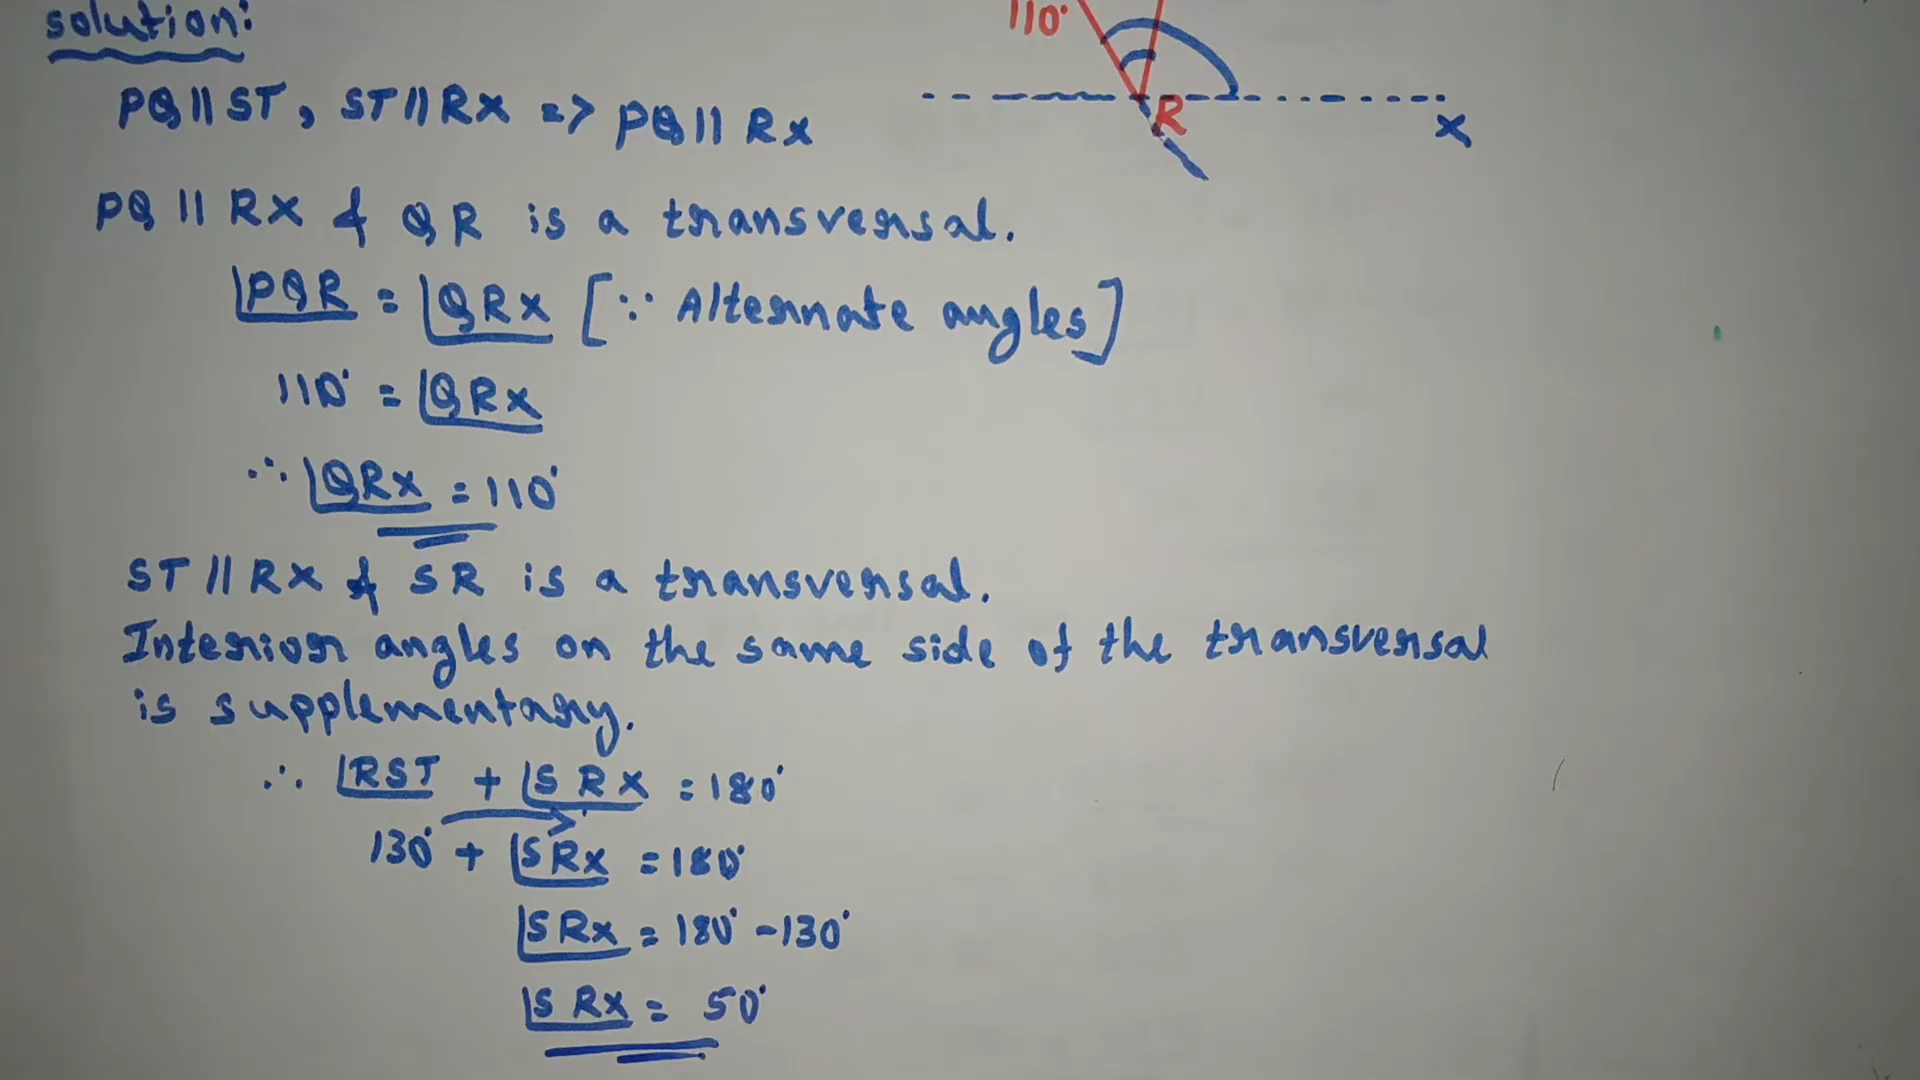 solution:
110°
PQ || ST, ST || RX => PQ || RX
R
X
PQ || RX & QR is a transversal.
∠PQR = ∠QRX [∵ Alternate angles]
110° = ∠QRX
∴ ∠QRX = 110°
ST || RX & SR is a transversal.
Interior angles on the same side of the transversal
is supplementary.
∴ ∠RST + ∠SRX = 180°
130° + ∠SRX = 180°
∠SRX = 180° - 130°
∠SRX = 50°